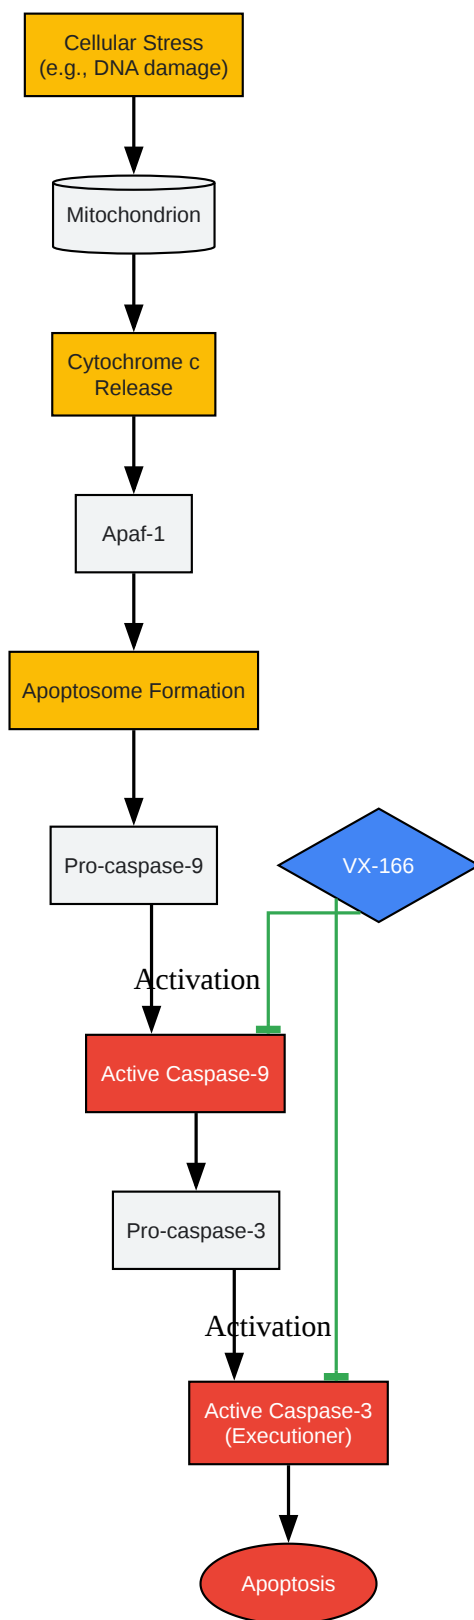 Cellular Stress
(e.g., DNA damage)
Mitochondrion
Cytochrome c
Release
Apaf-1
Apoptosome Formation
Pro-caspase-9
VX-166
Activation
Active Caspase-9
Pro-caspase-3
Activation
Active Caspase-3
(Executioner)
Apoptosis